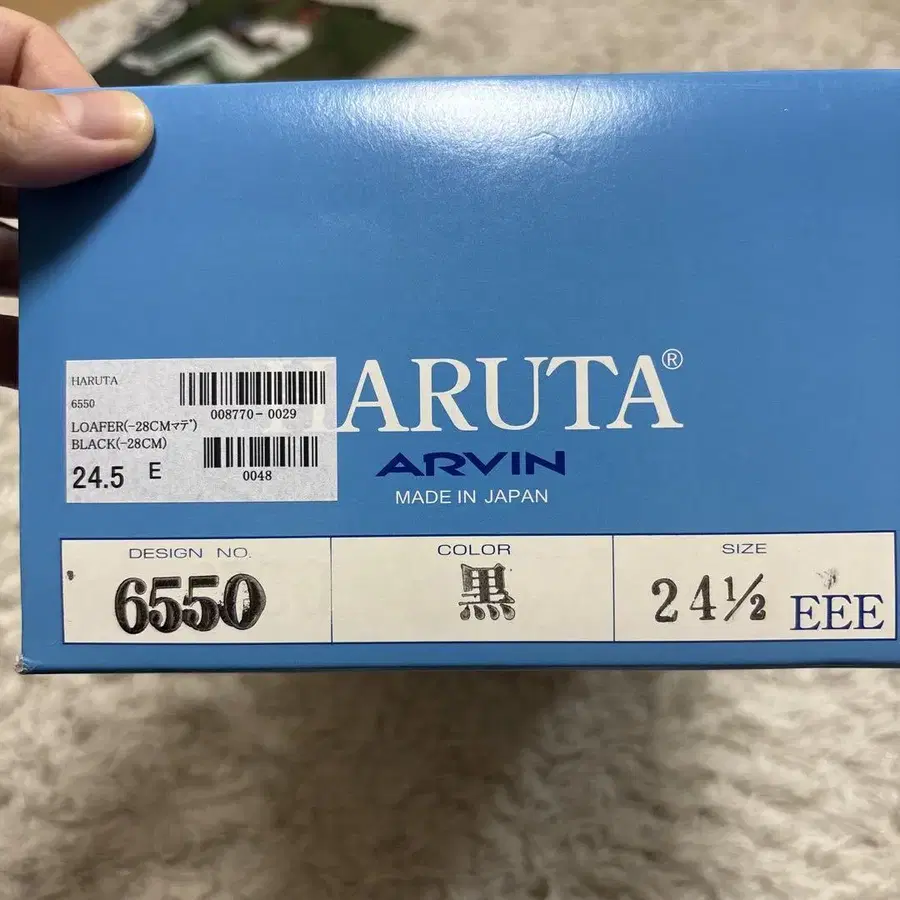 HARUTA
6550
008770-0029
LOAFER(-28CMマデ)
BLACK(-28CM)
24.5 E
0048
HARUTA®
ARVIN
MADE IN JAPAN
DESIGN NO. COLOR SIZE
6550 黒 24½ EEE